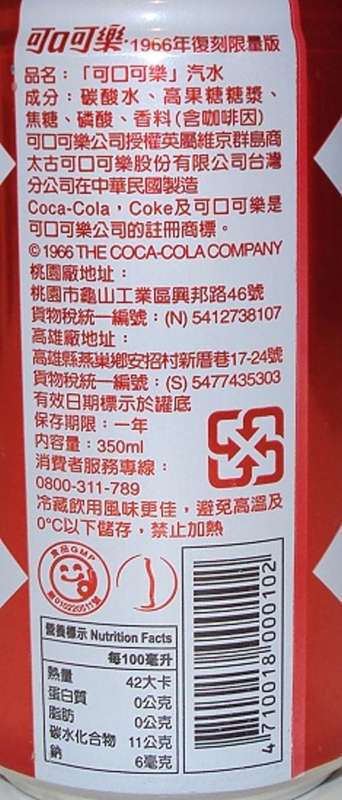 可口可樂 1966年復刻限量版
品名：「可口可樂」汽水
成分：碳酸水、高果糖糖漿、
焦糖、磷酸、香料(含咖啡因)
可口可樂公司授權英屬維京群島商
太古可口可樂股份有限公司台灣
分公司在中華民國製造
Coca-Cola，Coke及可口可樂是
可口可樂公司的註冊商標。
© 1966 THE COCA-COLA COMPANY
桃園廠地址：
桃園市龜山工業區興邦路46號
貨物稅統一編號：(N) 5412738107
高雄廠地址：
高雄縣燕巢鄉安招村新厝巷17-24號
貨物稅統一編號：(S) 5477435303
有效日期標示於罐底
保存期限：一年
內容量：350ml
消費者服務專線：
0800-311-789
冷藏飲用風味更佳，避免高溫及
0°C以下儲存，禁止加熱
食品GMP
第010220511號
營養標示 Nutrition Facts
每100毫升
熱量 42大卡
蛋白質 0公克
脂肪 0公克
碳水化合物 11公克
鈉 6毫克
4710018000102